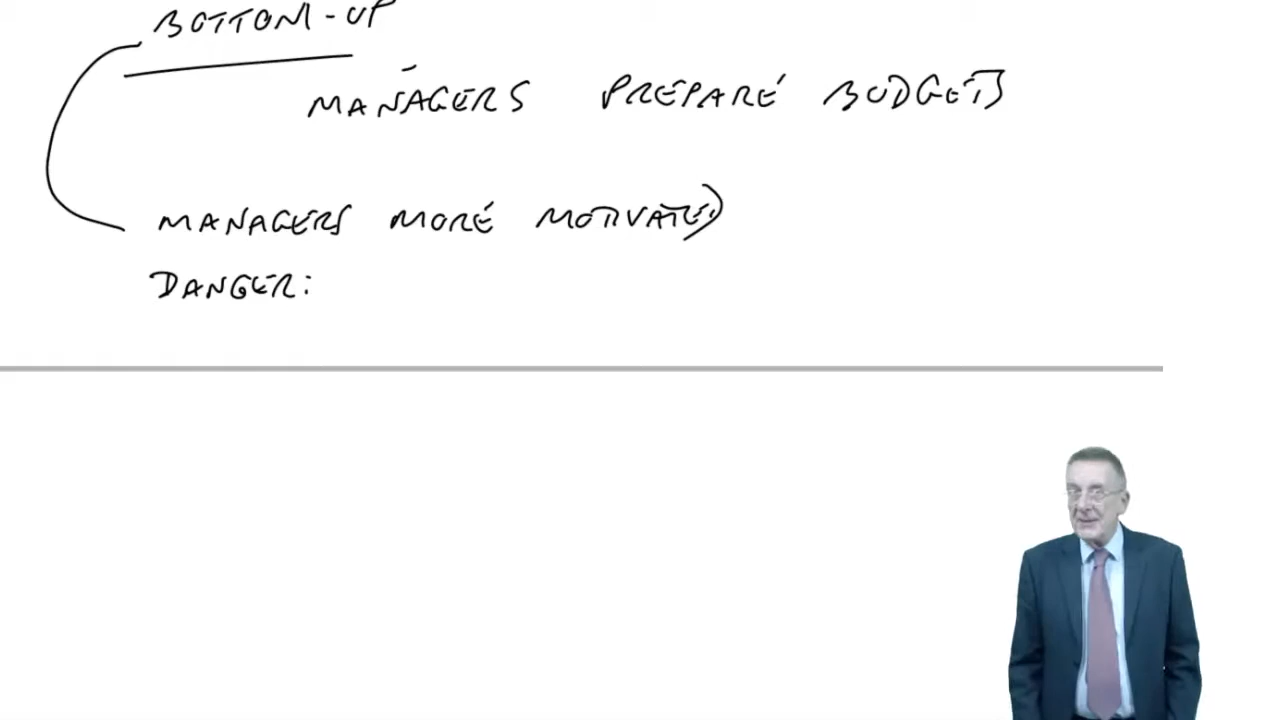 BOTTOM-UP
MANAGERS PREPARE BUDGETS
MANAGERS MORE MOTIVATED
DANGER: